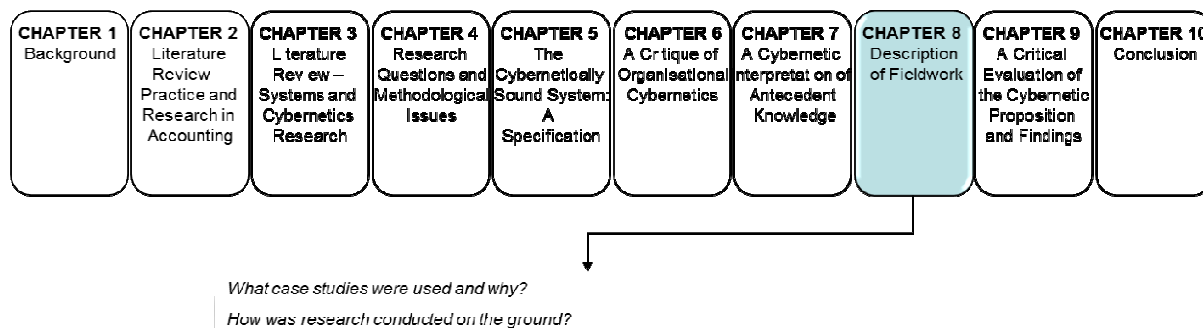 CHAPTER 1
Background
CHAPTER 2
Literature
Review
Practice and
Research in
Accounting
CHAPTER 3
Literature
Review –
Systems and
Cybernetics
Research
CHAPTER 4
Research
Questions and
Methodological
Issues
CHAPTER 5
The
Cybernetically
Sound System:
A
Specification
CHAPTER 6
A Critique of
Organisational
Cybernetics
CHAPTER 7
A Cybernetic
Interpretation of
Antecedent
Knowledge
CHAPTER 8
Description
of Fieldwork
CHAPTER 9
A Critical
Evaluation of
the Cybernetic
Proposition
and Findings
CHAPTER 10
Conclusion
What case studies were used and why?
How was research conducted on the ground?